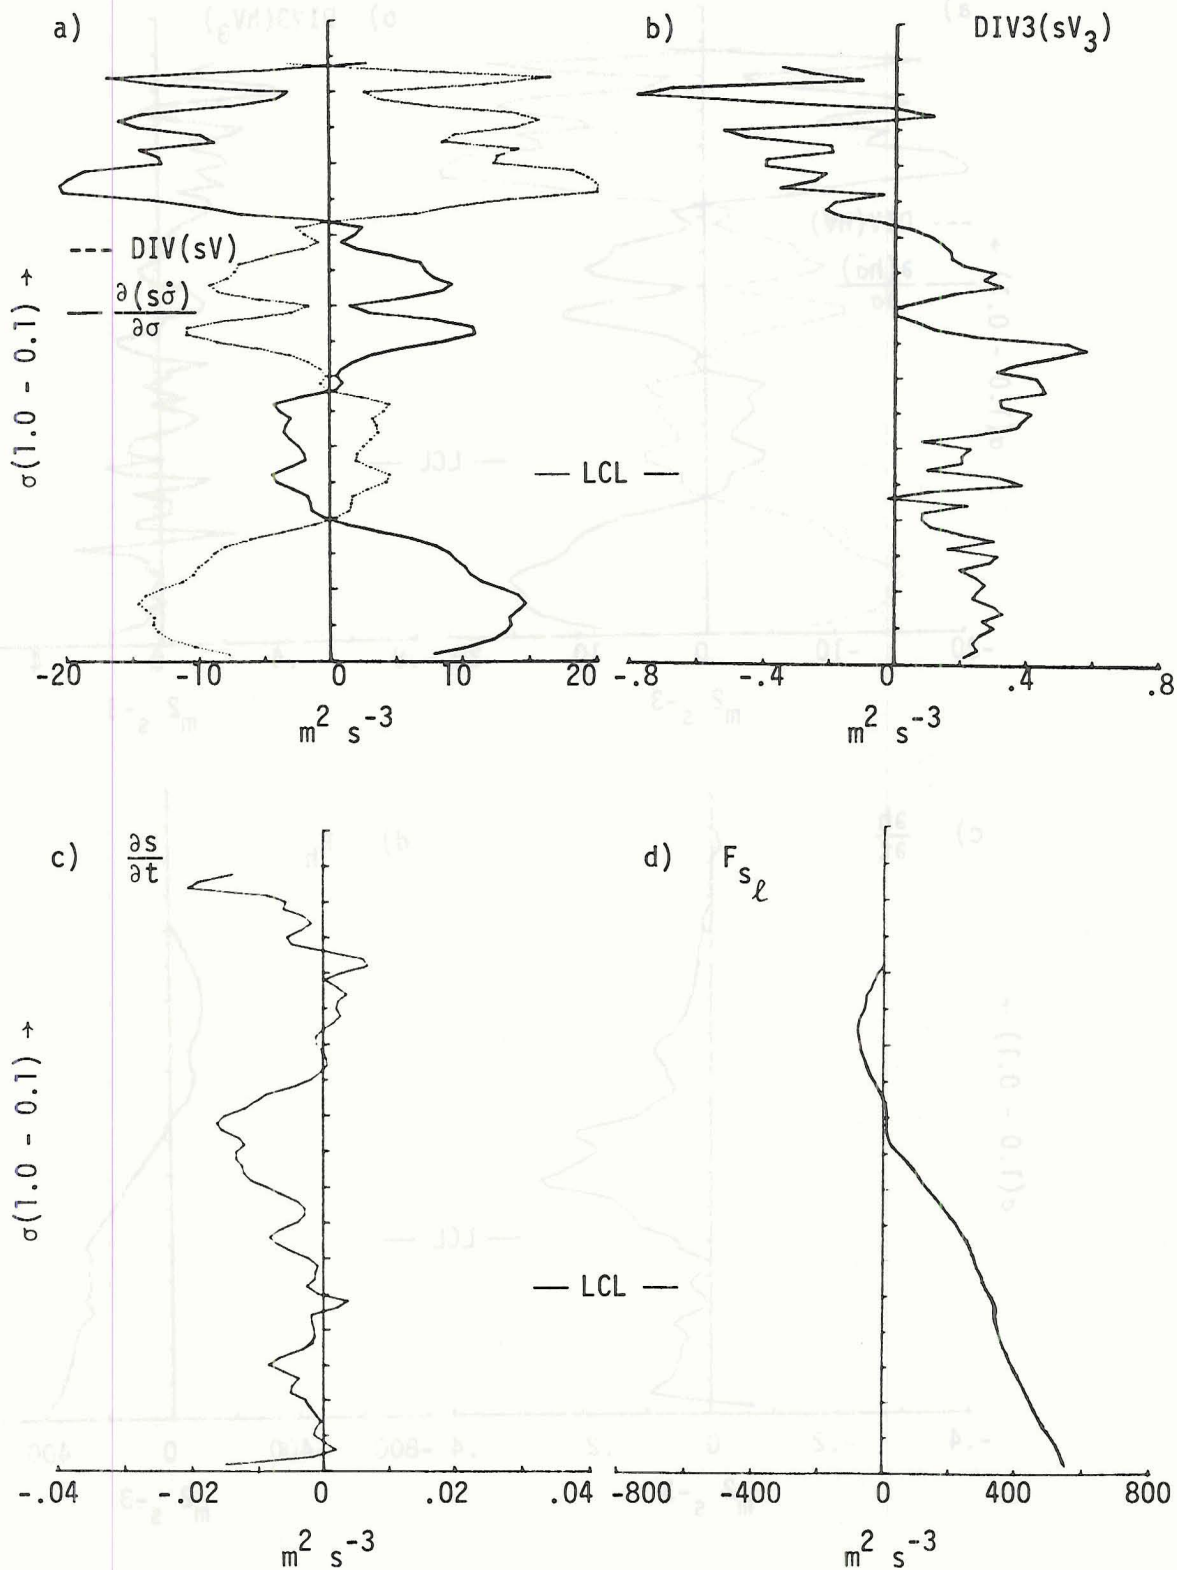 a)
b) DIV3(sV₃)
--- DIV(sV)
— ∂(sσ̇)/∂σ
σ(1.0 - 0.1) →
— LCL —
-20 -10 0 10 20
m² s⁻³
-.8 -.4 0 .4 .8
m² s⁻³
c) ∂s/∂t
d) F_sℓ
σ(1.0 - 0.1) →
— LCL —
-.04 -.02 0 .02 .04
m² s⁻³
-800 -400 0 400 800
m² s⁻³